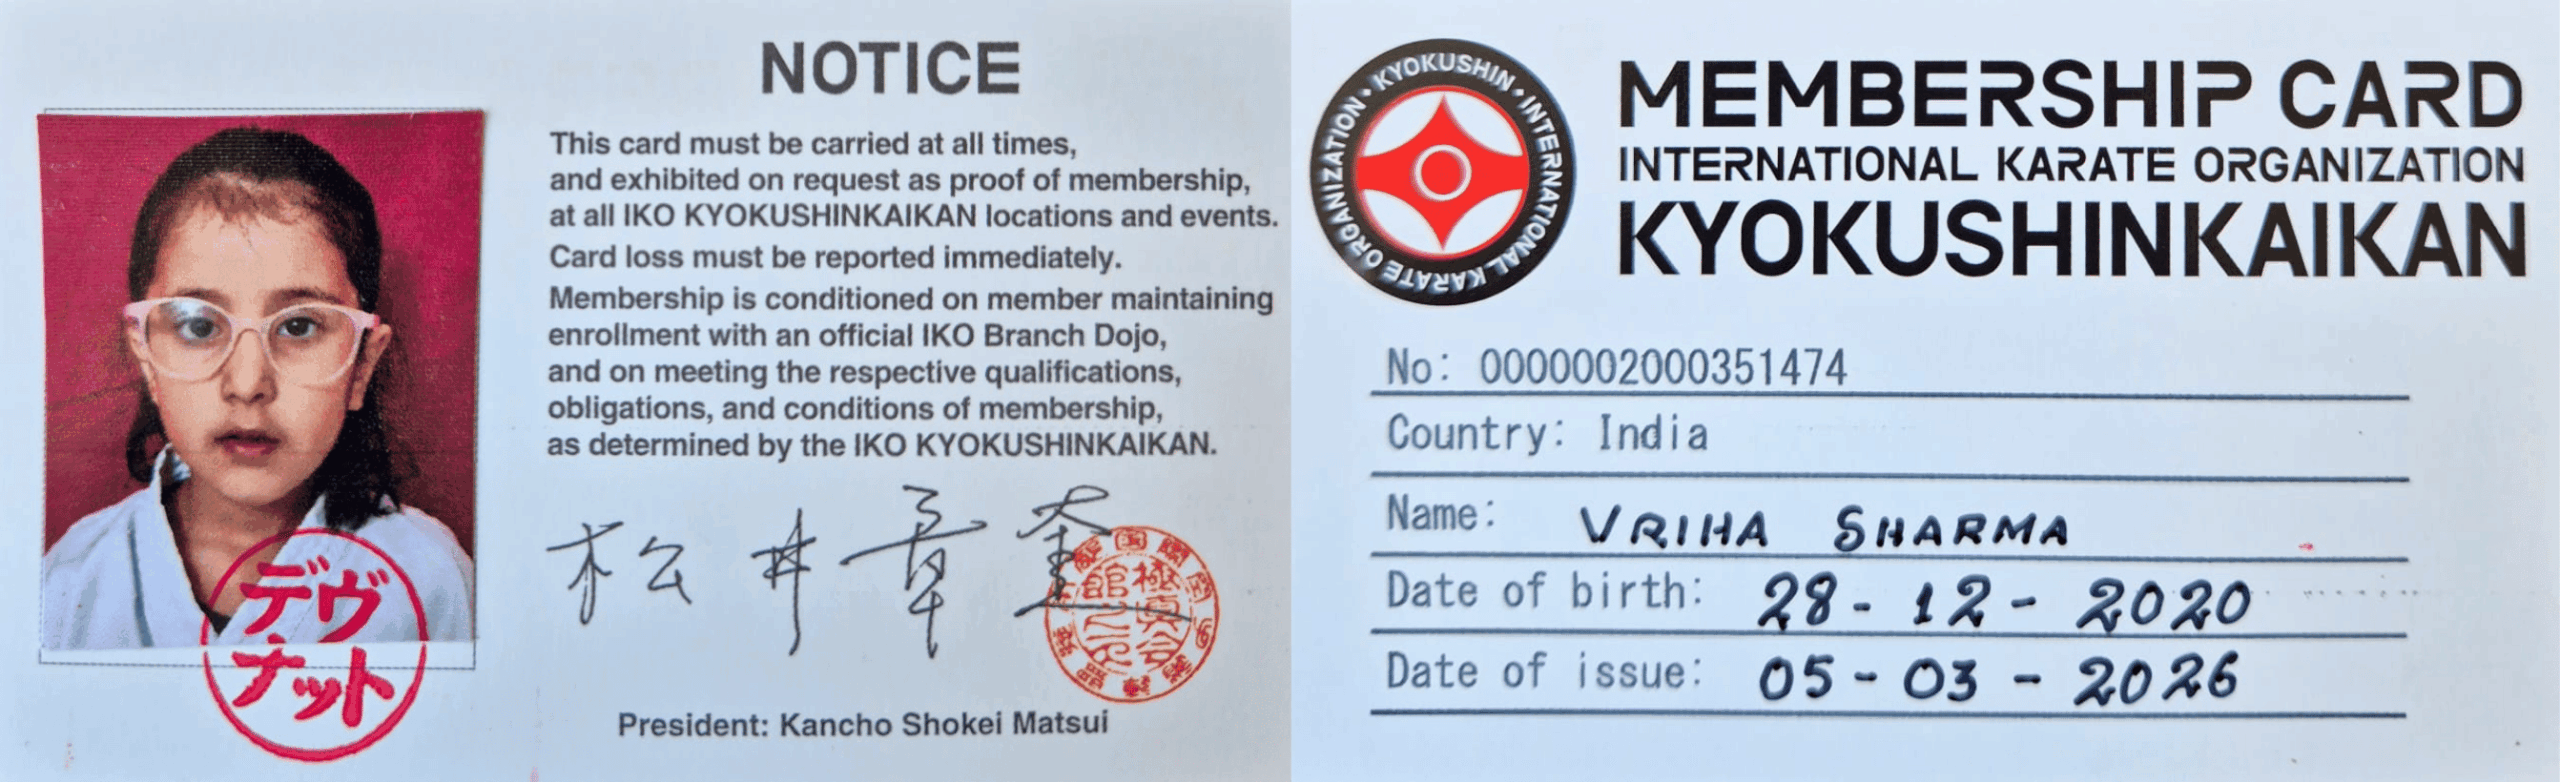 NOTICE
This card must be carried at all times,
and exhibited on request as proof of membership,
at all IKO KYOKUSHINKAIKAN locations and events.
Card loss must be reported immediately.
Membership is conditioned on member maintaining
enrollment with an official IKO Branch Dojo,
and on meeting the respective qualifications,
obligations, and conditions of membership,
as determined by the IKO KYOKUSHINKAIKAN.
松井章奎
極真会
館
デヴ
ナット
President: Kancho Shokei Matsui
KYOKUSHIN • INTERNATIONAL KARATE ORGANIZATION •
MEMBERSHIP CARD
INTERNATIONAL KARATE ORGANIZATION
KYOKUSHINKAIKAN
No: 0000002000351474
Country: India
Name: VRIHA SHARMA
Date of birth: 28-12-2020
Date of issue: 05-03-2026